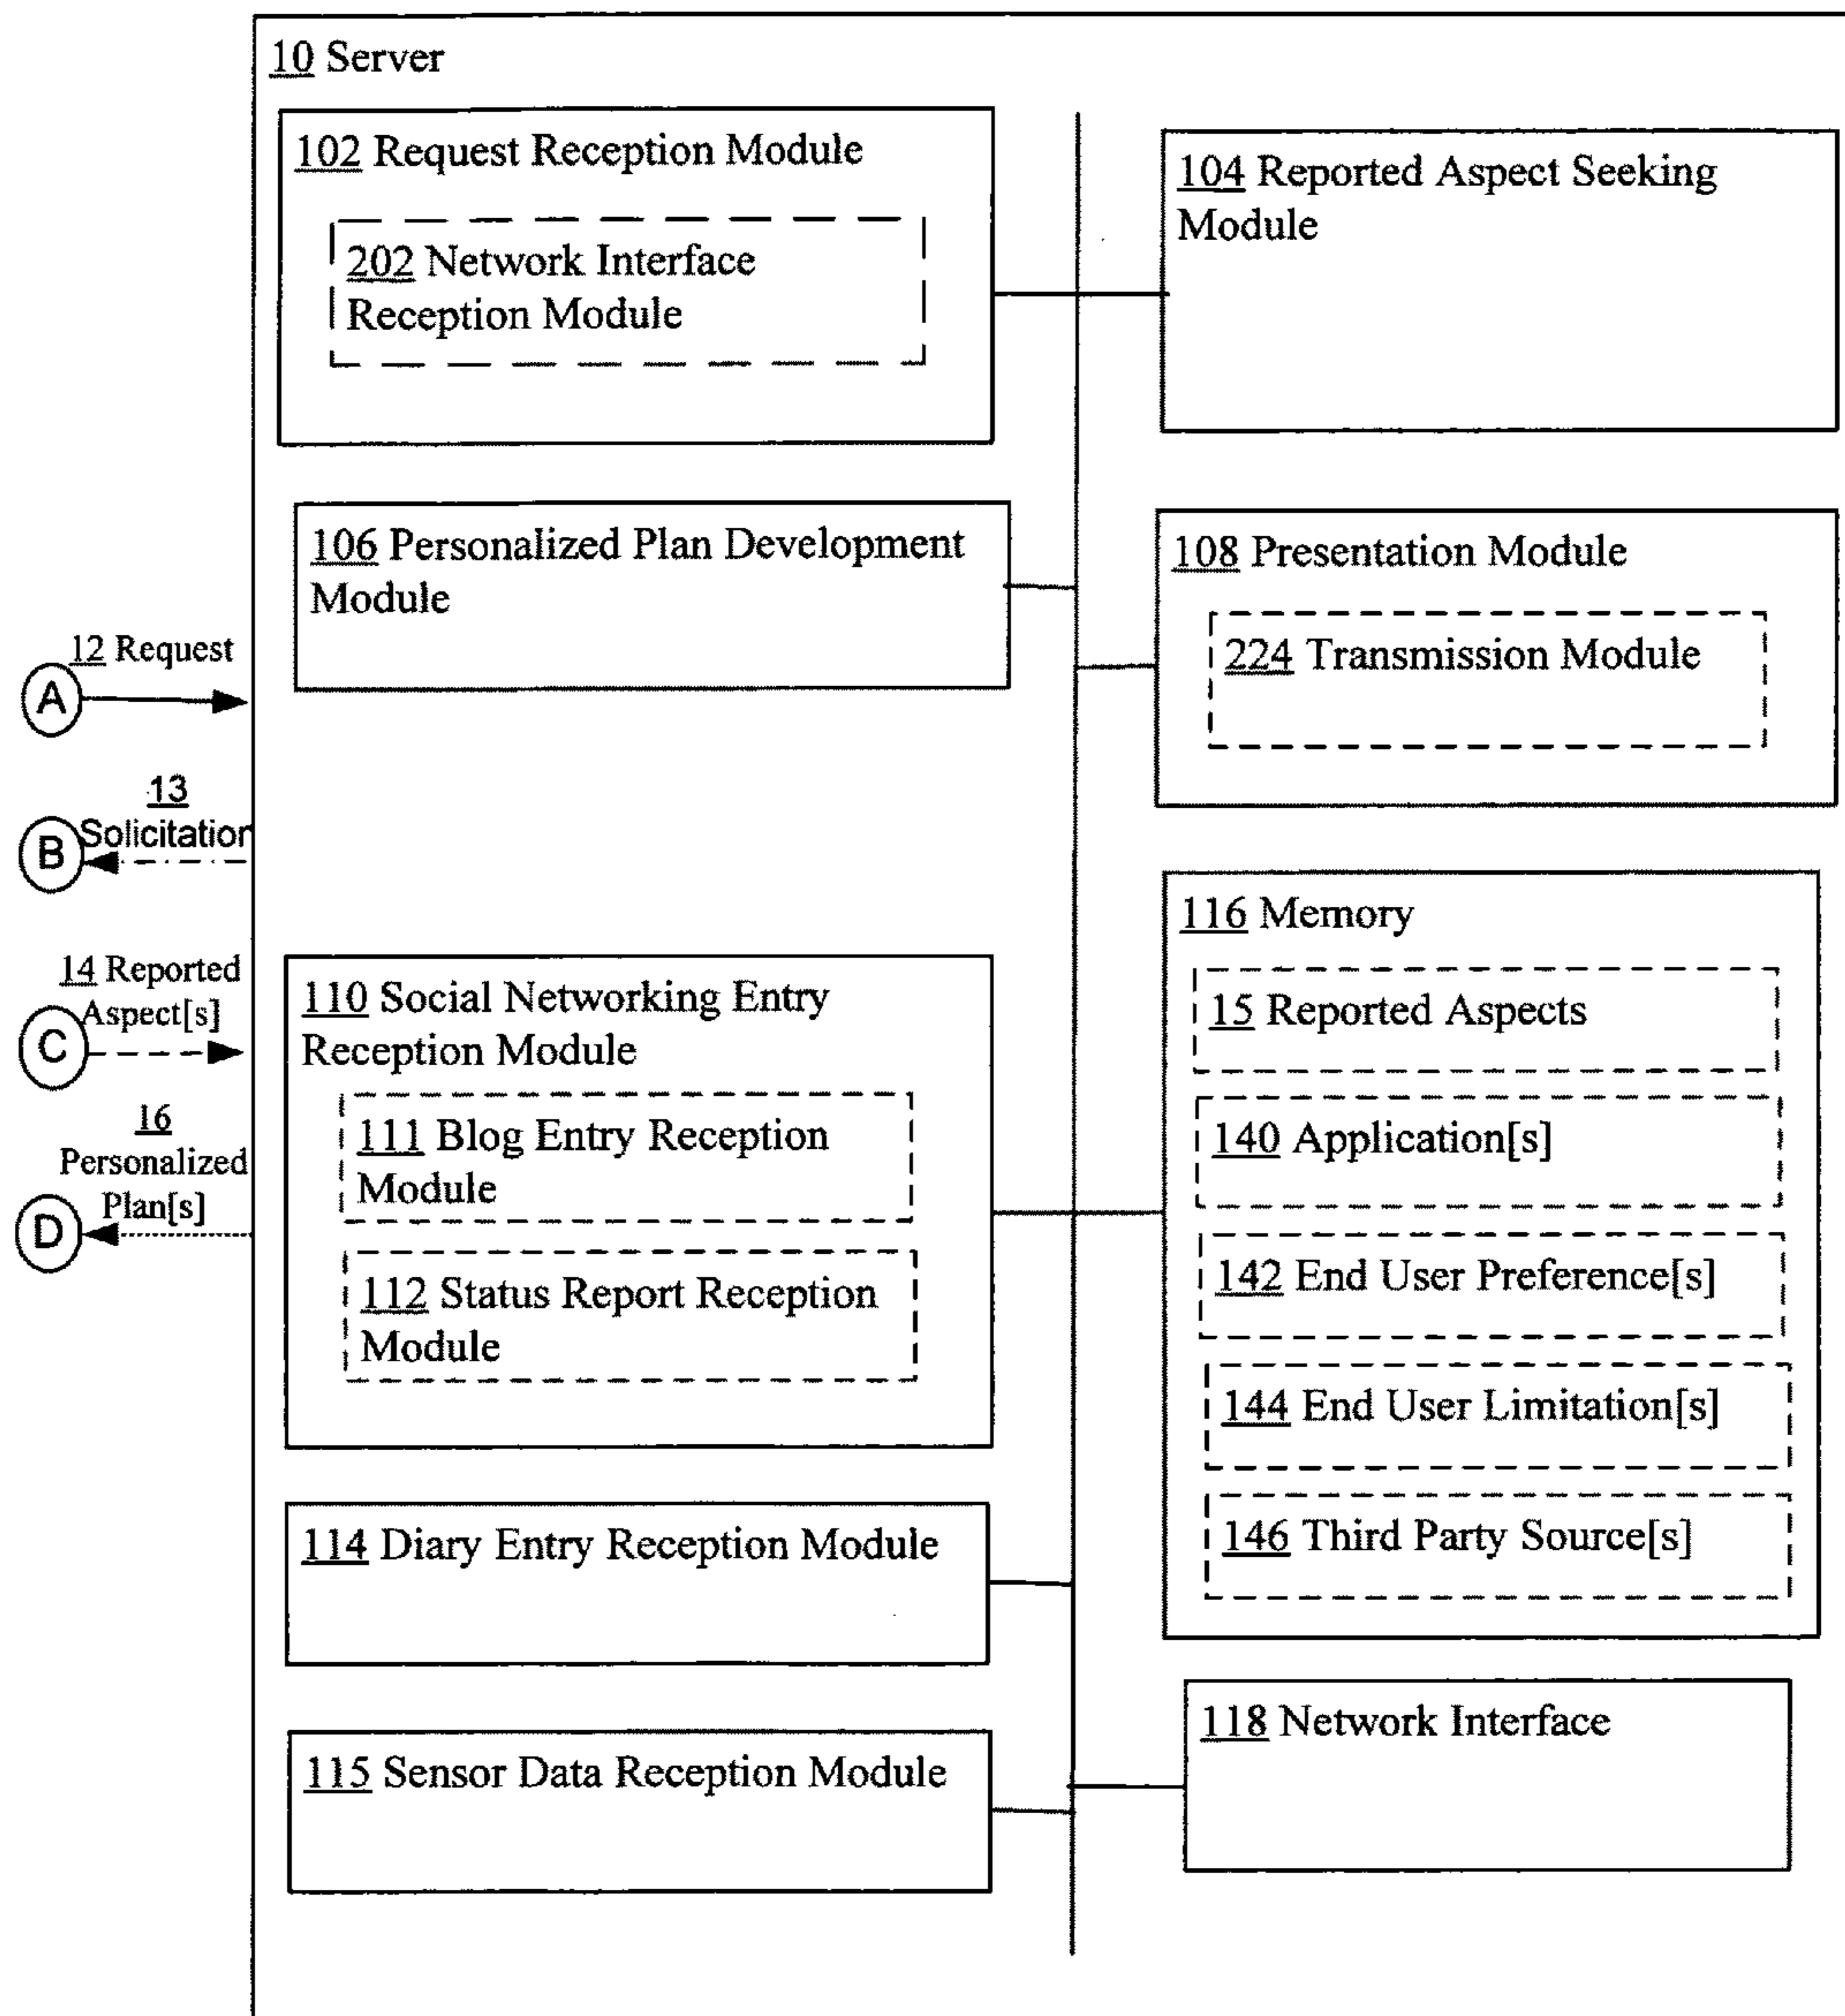 10 Server
102 Request Reception Module
202 Network Interface
Reception Module
104 Reported Aspect Seeking
Module
106 Personalized Plan Development
Module
108 Presentation Module
224 Transmission Module
12 Request
A
13
Solicitation
B
14 Reported
Aspect[s]
C
16
Personalized
Plan[s]
D
110 Social Networking Entry
Reception Module
111 Blog Entry Reception
Module
112 Status Report Reception
Module
116 Memory
15 Reported Aspects
140 Application[s]
142 End User Preference[s]
144 End User Limitation[s]
146 Third Party Source[s]
114 Diary Entry Reception Module
115 Sensor Data Reception Module
118 Network Interface